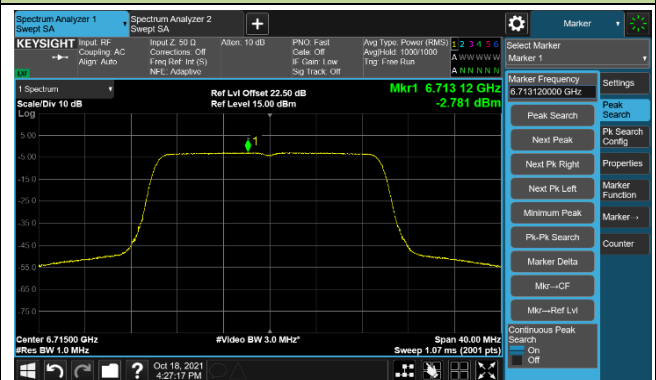 Spectrum Analyzer 1
Swept SA
Spectrum Analyzer 2
Swept SA
+
Marker
KEYSIGHT
Input: RF
Coupling: AC
Align: Auto
Input Z: 50 Ω
Corrections: Off
Freq Ref: Int (S)
NFE: Adaptive
Atten: 10 dB
PNO: Fast
Gate: Off
IF Gain: Low
Sig Track: Off
Avg Type: Power (RMS)
Avg|Hold: 1000/1000
Trig: Free Run
1 2 3 4 5 6
A W W W W W
A N N N N N
Select Marker
Marker 1
LXI
1 Spectrum
Scale/Div 10 dB
Log
Ref Lvl Offset 22.50 dB
Ref Level 15.00 dBm
Mkr1 6.713 12 GHz
-2.781 dBm
Marker Frequency
6.713120000 GHz
Settings
Peak Search
Peak
Search
Next Peak
Pk Search
Config
Next Pk Right
Properties
Next Pk Left
Marker
Function
Minimum Peak
Marker→
Pk-Pk Search
Counter
Marker Delta
Mkr→CF
Mkr→Ref Lvl
Continuous Peak
Search
On
Off
1
5.00
-5.00
-15.0
-25.0
-35.0
-45.0
-55.0
-65.0
-75.0
Center 6.71500 GHz
#Res BW 1.0 MHz
#Video BW 3.0 MHz*
Span 40.00 MHz
Sweep 1.07 ms (2001 pts)
?
Oct 18, 2021
4:27:17 PM